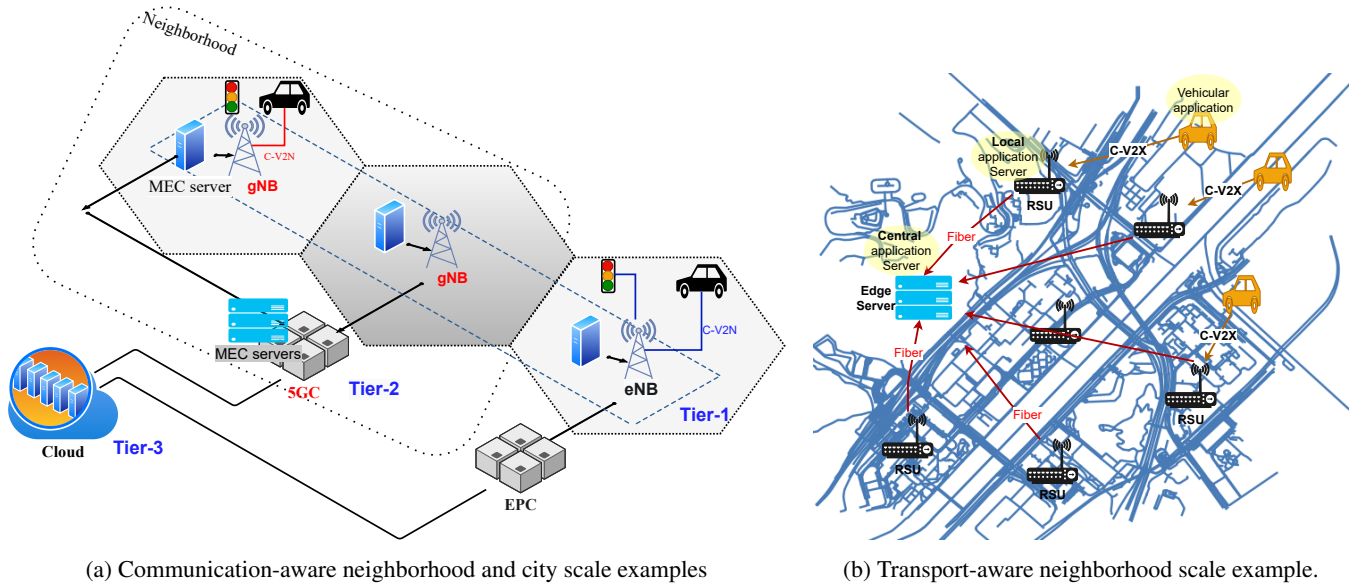 Neighborhood
C-V2N
MEC server
gNB
gNB
C-V2N
eNB
Tier-1
MEC servers
5GC
Tier-2
Cloud
Tier-3
EPC
(a) Communication-aware neighborhood and city scale examples
Vehicular
application
C-V2X
Local
application
Server
RSU
C-V2X
Fiber
Central
application
Server
Edge
Server
C-V2X
Fiber
RSU
Fiber
RSU
RSU
(b) Transport-aware neighborhood scale example.